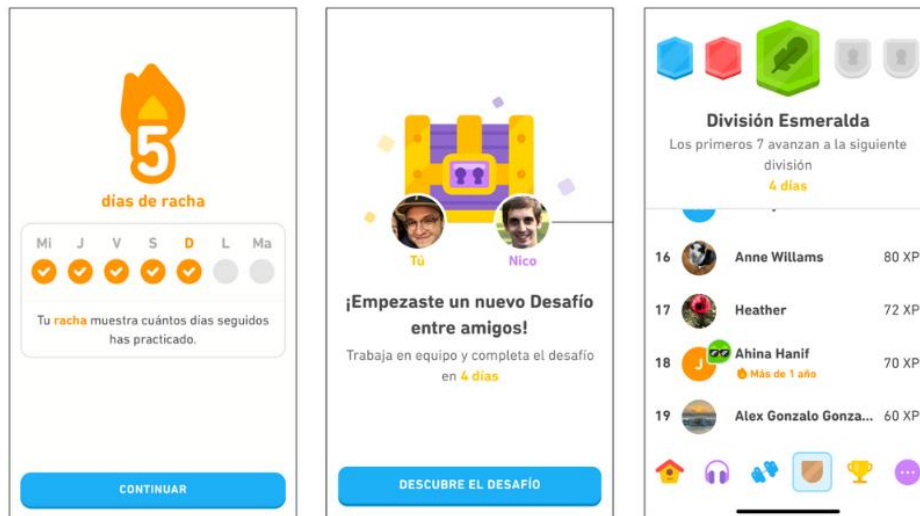 5
días de racha
Mi J V S D L Ma
Tu racha muestra cuántos días seguidos
has practicado.
CONTINUAR
Tú Nico
¡Empezaste un nuevo Desafío
entre amigos!
Trabaja en equipo y completa el desafío
en 4 días
DESCUBRE EL DESAFÍO
División Esmeralda
Los primeros 7 avanzan a la siguiente
división
4 días
16 Anne Willams 80 XP
17 Heather 72 XP
18 J Ahina Hanif 70 XP
Más de 1 año
19 Alex Gonzalo Gonza... 60 XP